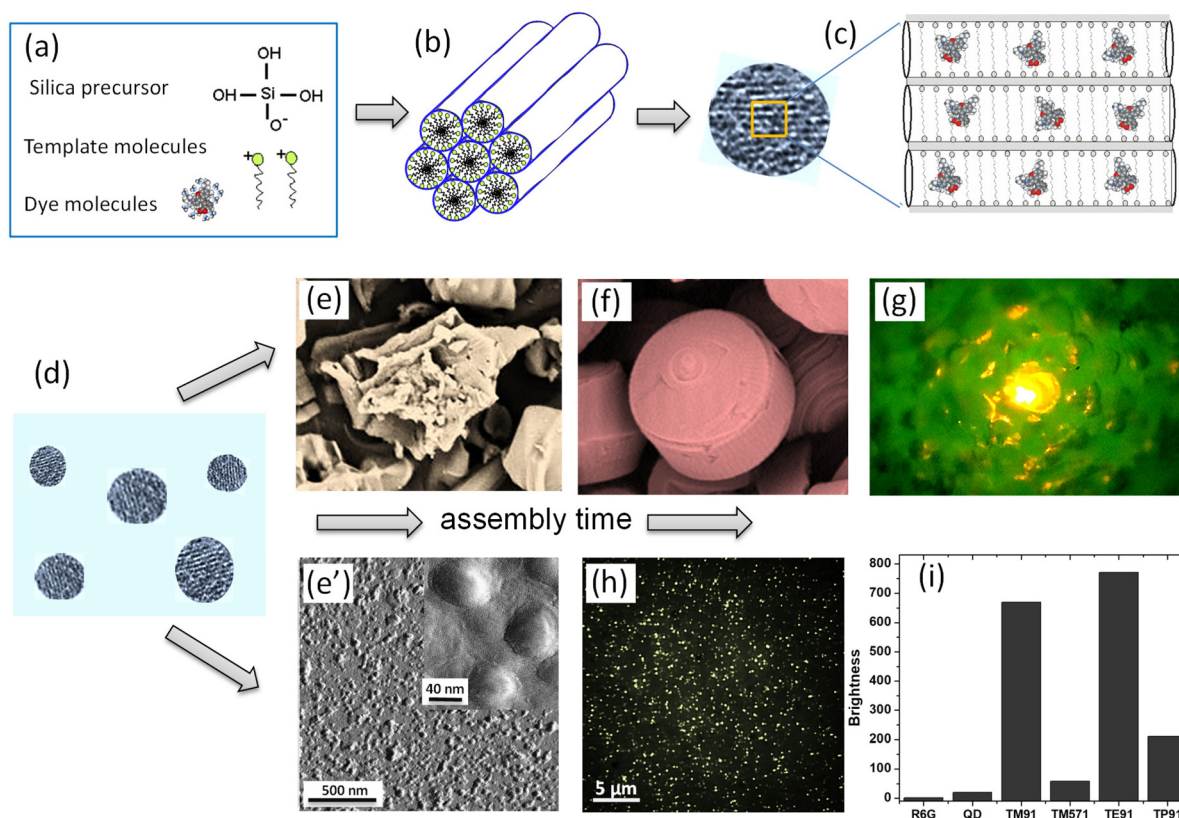 (a)
Silica precursor
OH
OH Si OH
O-
Template molecules
+ +
Dye molecules
(b)
(c)
(d)
(e)
(f)
(g)
assembly time
(e’)
40 nm
500 nm
(h)
5 µm
(i)
Brightness
800
700
600
500
400
300
200
100
0
R6G QD TM91 TM571 TE91 TP91